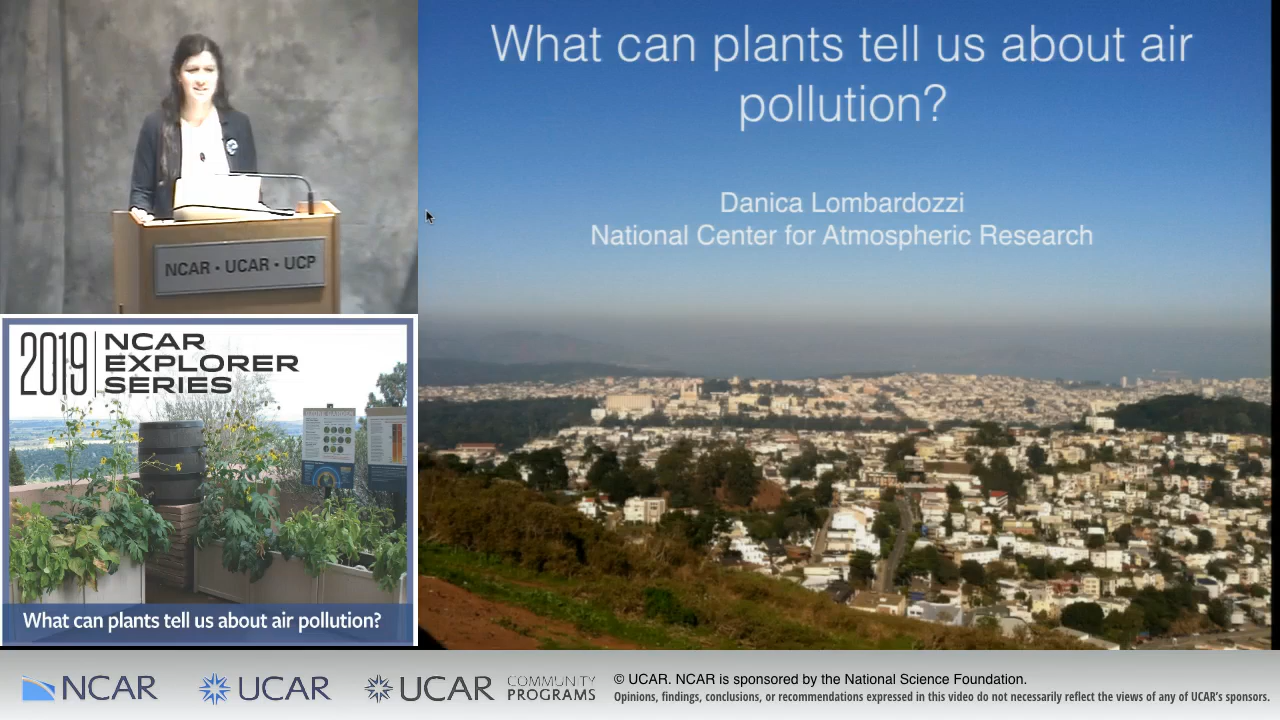 What can plants tell us about air
pollution?
Danica Lombardozzi
National Center for Atmospheric Research
NCAR • UCAR • UCP
2019 NCAR
EXPLORER
SERIES
What can plants tell us about air pollution?
NCAR
UCAR
UCAR COMMUNITY
PROGRAMS
© UCAR. NCAR is sponsored by the National Science Foundation.
Opinions, findings, conclusions, or recommendations expressed in this video do not necessarily reflect the views of any of UCAR's sponsors.